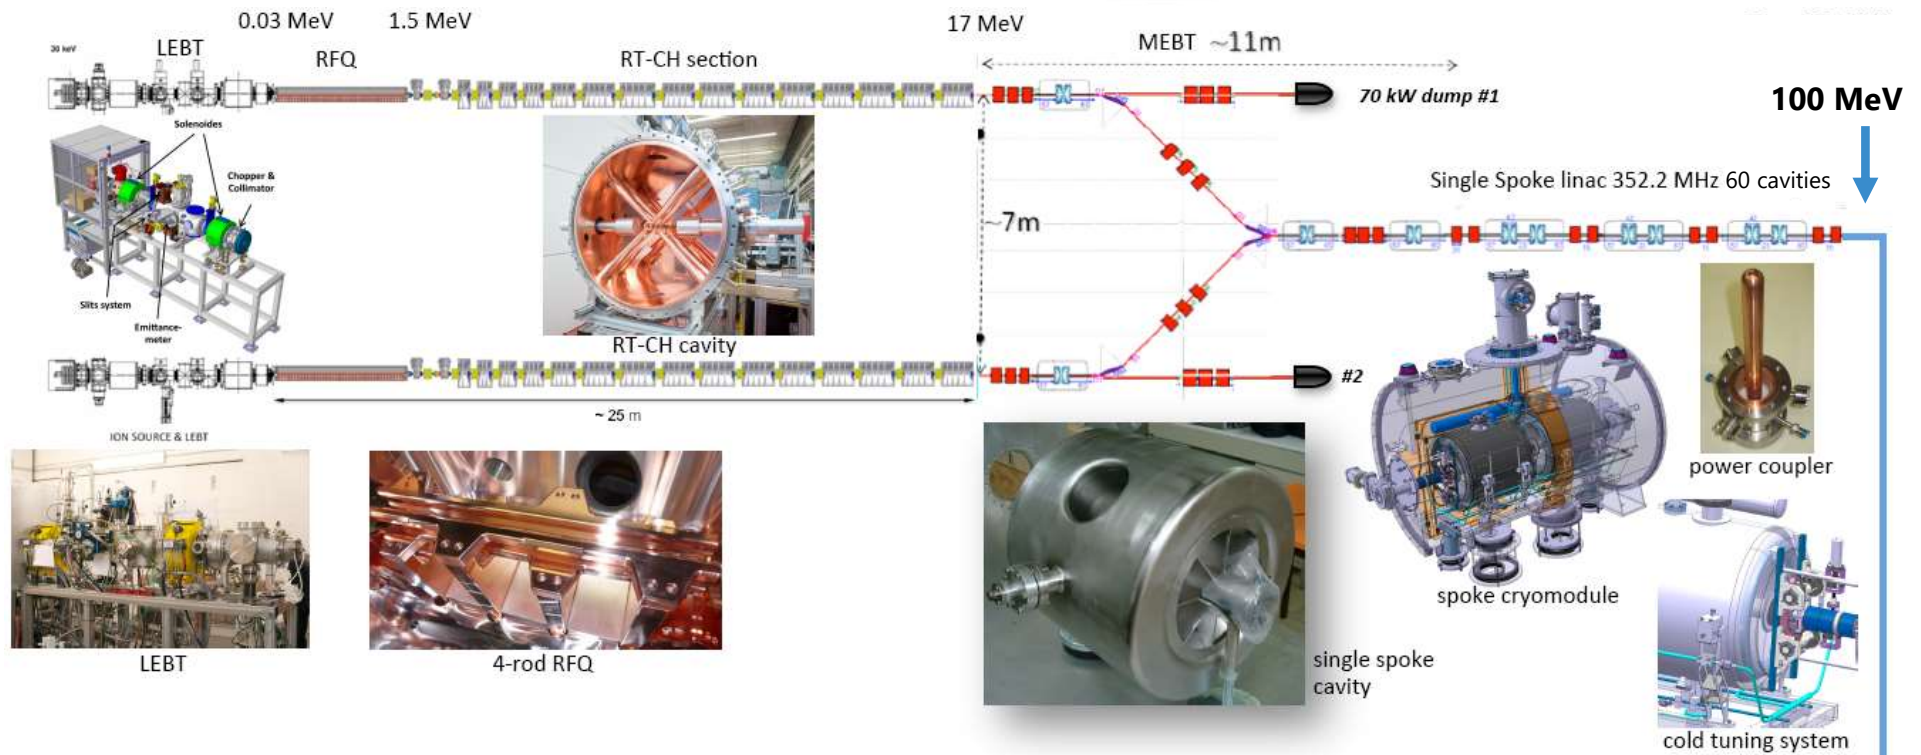 0.03 MeV
1.5 MeV
17 MeV
30 keV
LEBT
RFQ
RT-CH section
MEBT ~11m
70 kW dump #1
100 MeV
Solenoides
Chopper &
Collimator
Slits system
Emittance-
meter
RT-CH cavity
~7m
Single Spoke linac 352.2 MHz 60 cavities
#2
~ 25 m
ION SOURCE & LEBT
LEBT
4-rod RFQ
single spoke
cavity
spoke cryomodule
power coupler
cold tuning system